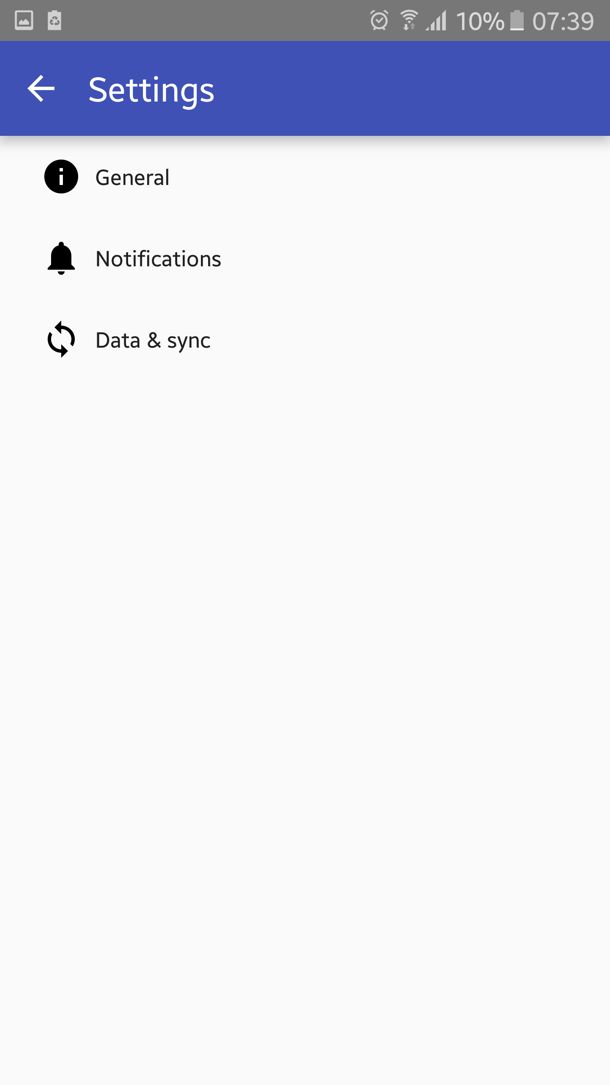 10% 07:39
Settings
General
Notifications
Data & sync